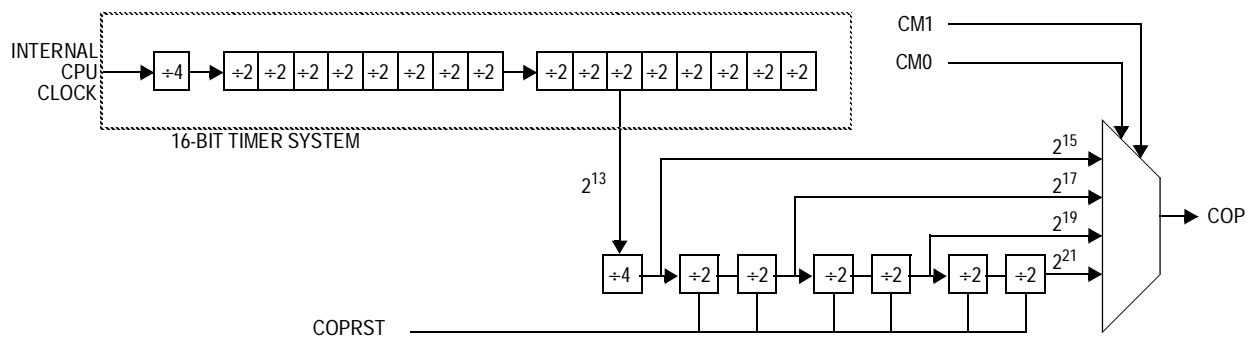 CM1
CM0
INTERNAL
CPU
CLOCK
÷4
÷2 ÷2 ÷2 ÷2 ÷2 ÷2 ÷2 ÷2
÷2 ÷2 ÷2 ÷2 ÷2 ÷2 ÷2 ÷2
16-BIT TIMER SYSTEM
2^13
2^15
2^17
2^19
2^21
COP
÷4
÷2 ÷2 ÷2 ÷2 ÷2 ÷2
COPRST